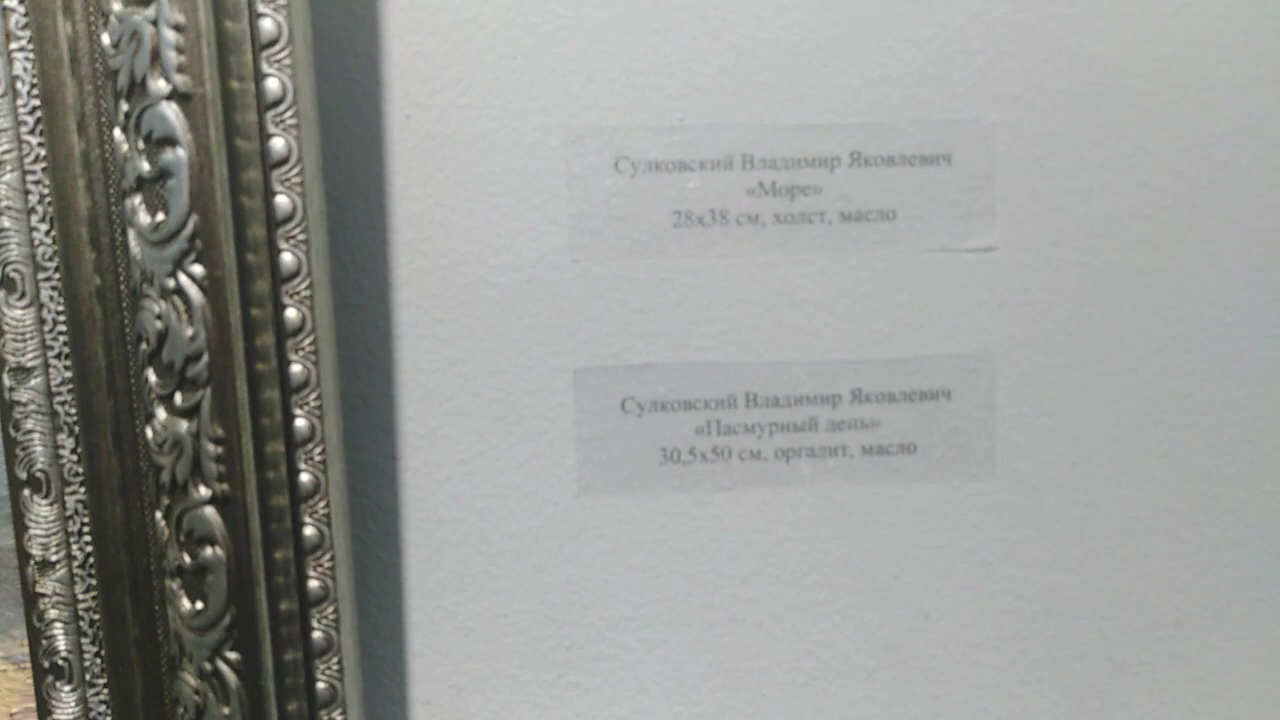 Сулковский Владимир Яковлевич
«Море»
28х38 см, холст, масло
Сулковский Владимир Яковлевич
«Пасмурный день»
30,5х50 см, оргалит, масло